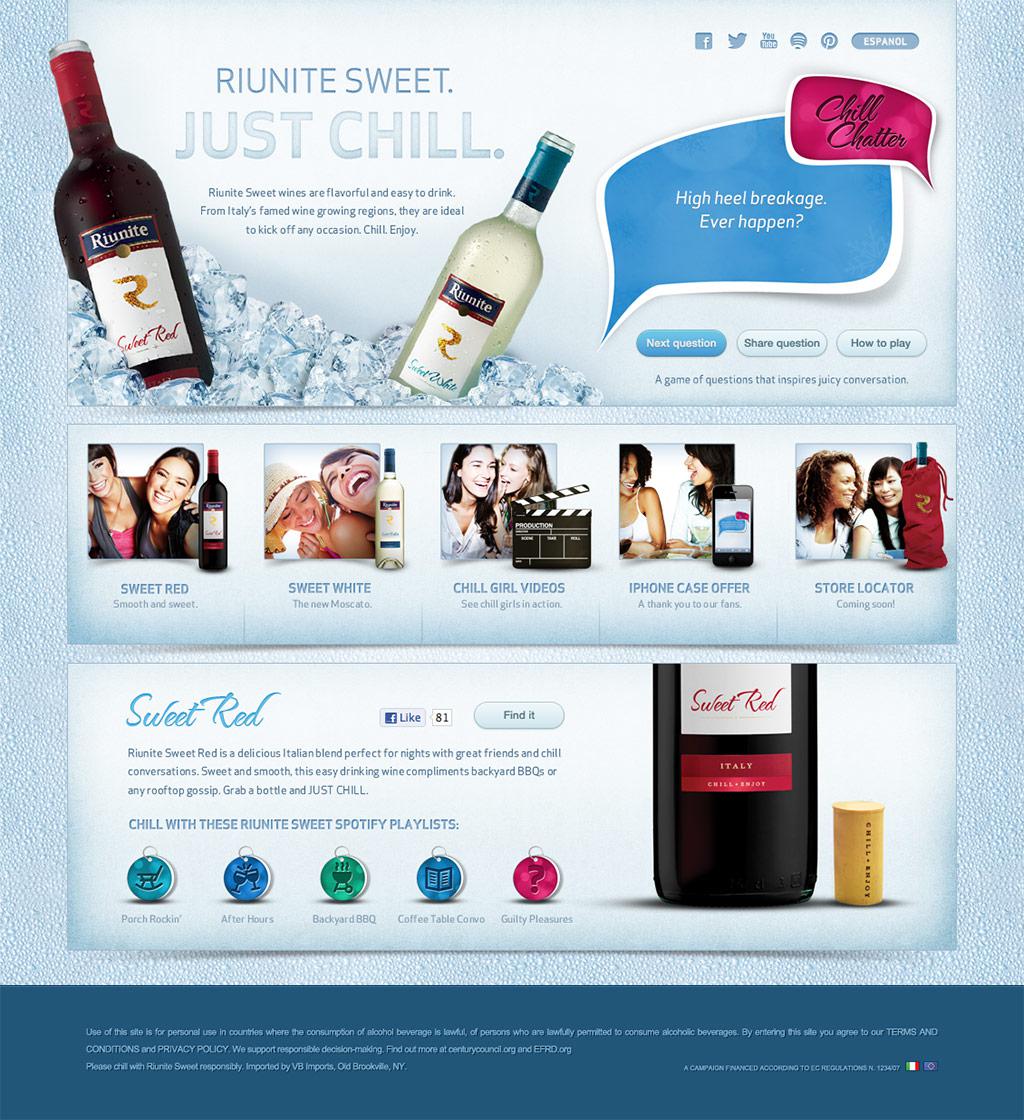 ESPANOL
RIUNITE SWEET.
JUST CHILL.
Riunite Sweet wines are flavorful and easy to drink.
From Italy's famed wine growing regions, they are ideal
to kick off any occasion. Chill. Enjoy.
Riunite
Sweet Red
Riunite
Sweet White
Chill
Chatter
High heel breakage.
Ever happen?
Next question
Share question
How to play
A game of questions that inspires juicy conversation.
PRODUCTION
SCENE TAKE ROLL
SWEET RED
Smooth and sweet.
SWEET WHITE
The new Moscato.
CHILL GIRL VIDEOS
See chill girls in action.
IPHONE CASE OFFER
A thank you to our fans.
STORE LOCATOR
Coming soon!
Sweet Red
Like 81
Find it
Riunite Sweet Red is a delicious Italian blend perfect for nights with great friends and chill
conversations. Sweet and smooth, this easy drinking wine compliments backyard BBQs or
any rooftop gossip. Grab a bottle and JUST CHILL.
CHILL WITH THESE RIUNITE SWEET SPOTIFY PLAYLISTS:
Porch Rockin'
After Hours
Backyard BBQ
Coffee Table Convo
Guilty Pleasures
Sweet Red
ITALY
CHILL + ENJOY
CHILL + ENJOY
Use of this site is for personal use in countries where the consumption of alcohol beverage is lawful, of persons who are lawfully permitted to consume alcoholic beverages. By entering this site you agree to our TERMS AND
CONDITIONS and PRIVACY POLICY. We support responsible decision-making. Find out more at centurycouncil.org and EFRD.org
Please chill with Riunite Sweet responsibly. Imported by VB Imports, Old Brookville, NY.
A CAMPAIGN FINANCED ACCORDING TO EC REGULATIONS N. 1234/07